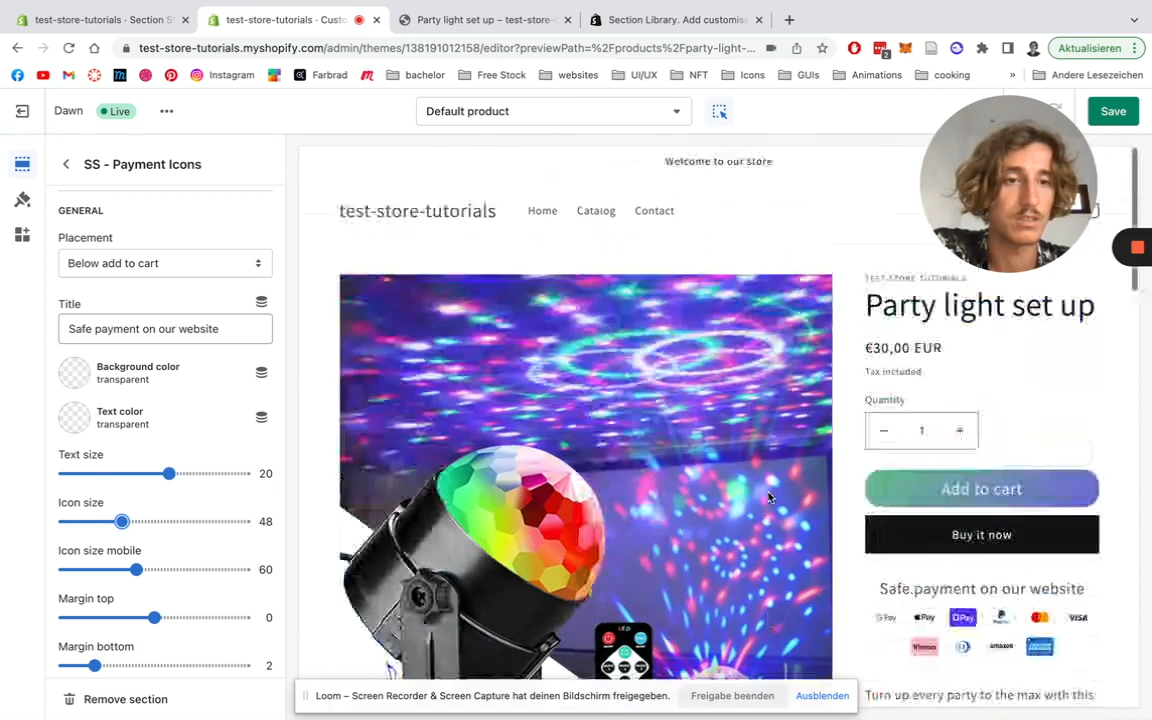 test-store-tutorials · Section S
test-store-tutorials · Custo
Party light set up – test-store-
Section Library. Add customisa
test-store-tutorials.myshopify.com/admin/themes/138191012158/editor?previewPath=%2Fproducts%2Fparty-light-...
2
Aktualisieren
Instagram
Farbrad
bachelor
Free Stock
websites
UI/UX
NFT
Icons
GUIs
Animations
cooking
»
Andere Lesezeichen
Dawn
Live
Default product
Save
SS - Payment Icons
GENERAL
Placement
Below add to cart
Title
Safe payment on our website
Background color
transparent
Text color
transparent
Text size
20
Icon size
48
Icon size mobile
60
Margin top
0
Margin bottom
2
Remove section
Welcome to our store
test-store-tutorials
Home
Catalog
Contact
TEST-STORE TUTORIALS
Party light set up
€30,00 EUR
Tax included
Quantity
1
Add to cart
Buy it now
Safe payment on our website
G Pay
Pay
Pay
PayPal
VISA
Klarna
amazon
Turn up every party to the max with this
Loom – Screen Recorder & Screen Capture hat deinen Bildschirm freigegeben.
Freigabe beenden
Ausblenden